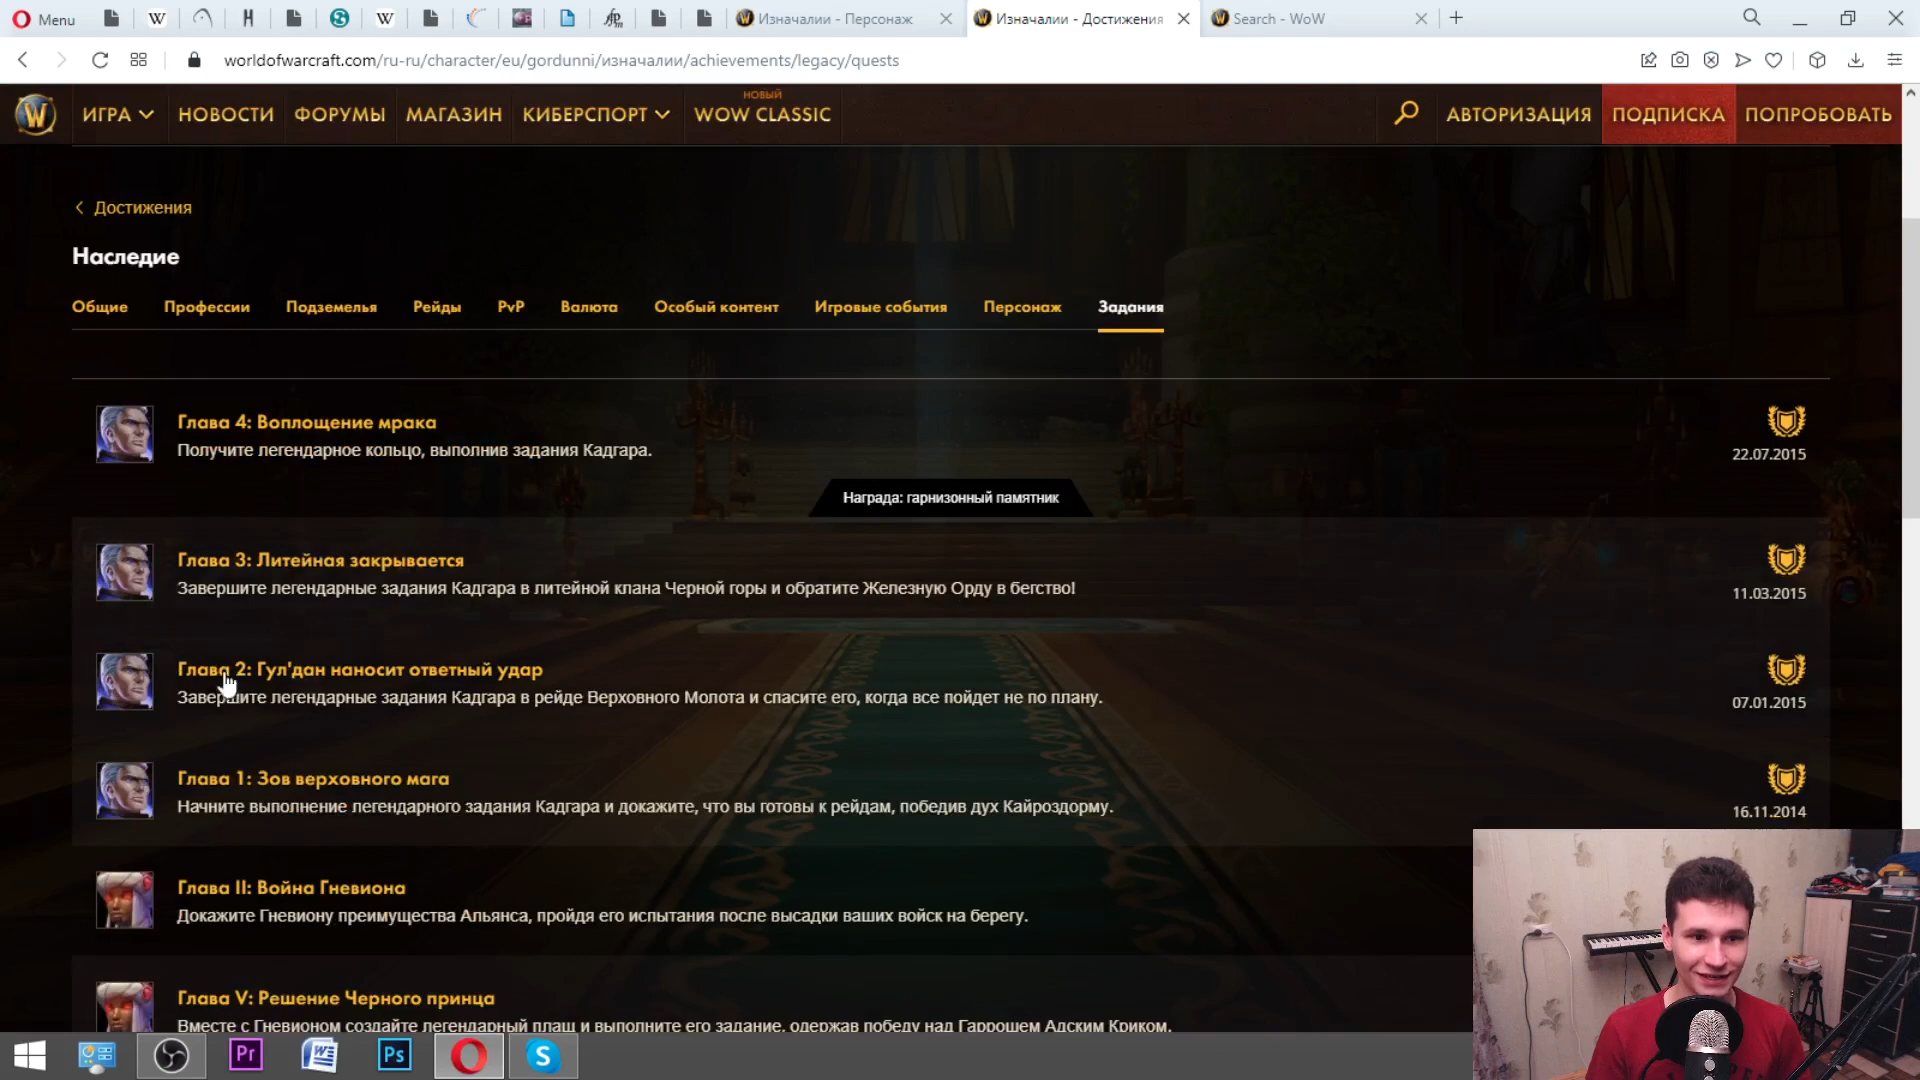 Menu
W
W
Изначалии - Персонаж
Изначалии - Достижения
Search - WoW
worldofwarcraft.com/ru-ru/character/eu/gordunni/изначалии/achievements/legacy/quests
W
ИГРА
НОВОСТИ
ФОРУМЫ
МАГАЗИН
КИБЕРСПОРТ
НОВЫЙ
WOW CLASSIC
АВТОРИЗАЦИЯ
ПОДПИСКА
ПОПРОБОВАТЬ
Достижения
Наследие
Общие
Профессии
Подземелья
Рейды
PvP
Валюта
Особый контент
Игровые события
Персонаж
Задания
Глава 4: Воплощение мрака
Получите легендарное кольцо, выполнив задания Кадгара.
22.07.2015
Награда: гарнизонный памятник
Глава 3: Литейная закрывается
Завершите легендарные задания Кадгара в литейной клана Черной горы и обратите Железную Орду в бегство!
11.03.2015
Глава 2: Гул'дан наносит ответный удар
Завершите легендарные задания Кадгара в рейде Верховного Молота и спасите его, когда все пойдет не по плану.
07.01.2015
Глава 1: Зов верховного мага
Начните выполнение легендарного задания Кадгара и докажите, что вы готовы к рейдам, победив дух Кайроздорму.
16.11.2014
Глава II: Война Гневиона
Докажите Гневиону преимущества Альянса, пройдя его испытания после высадки ваших войск на берегу.
Глава V: Решение Черного принца
Вместе с Гневионом создайте легендарный плащ и выполните его задание, одержав победу над Гаррошем Адским Криком.
Pr
W
Ps
S